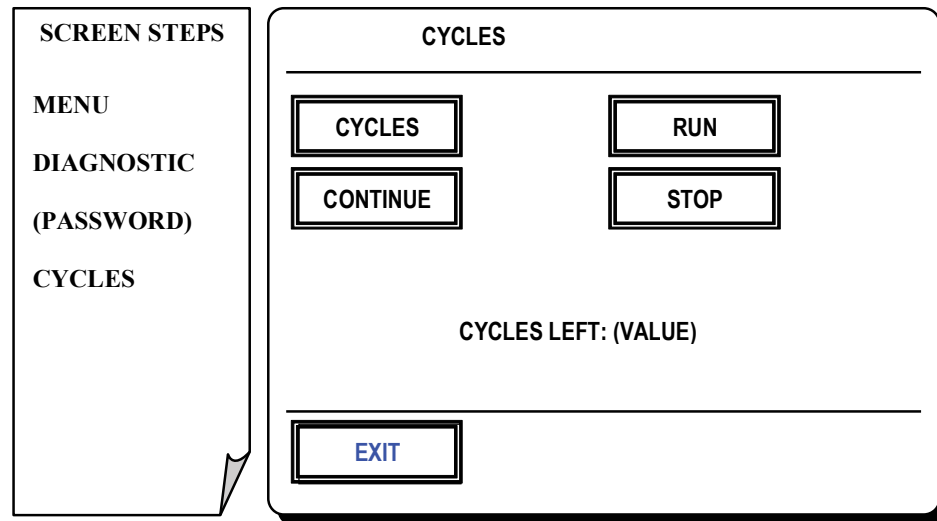 SCREEN STEPS
MENU
DIAGNOSTIC
(PASSWORD)
CYCLES
CYCLES
CYCLES
RUN
CONTINUE
STOP
CYCLES LEFT: (VALUE)
EXIT